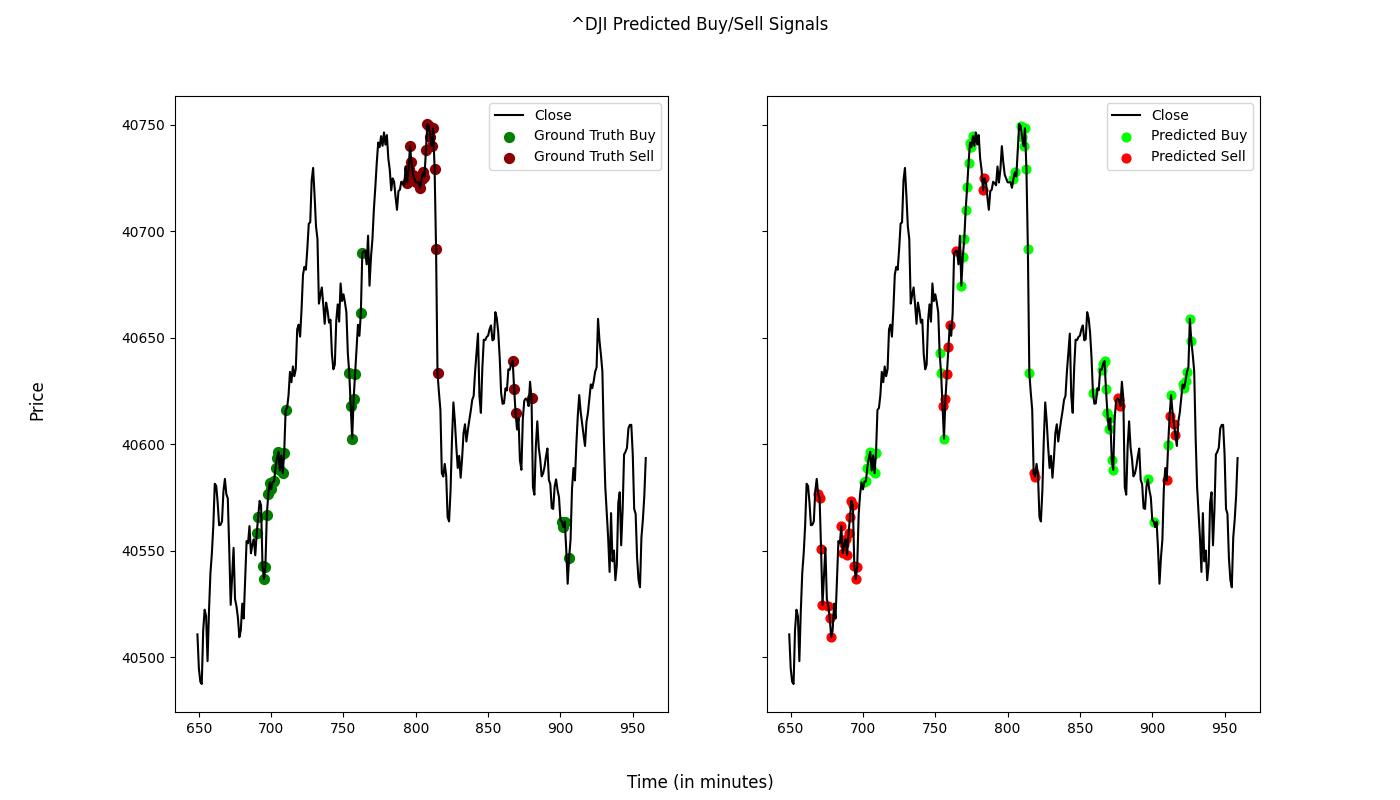 ^DJI Predicted Buy/Sell Signals
Close
Ground Truth Buy
Ground Truth Sell
Close
Predicted Buy
Predicted Sell
40750
40700
40650
40600
40550
40500
Price
650 700 750 800 850 900 950
650 700 750 800 850 900 950
Time (in minutes)